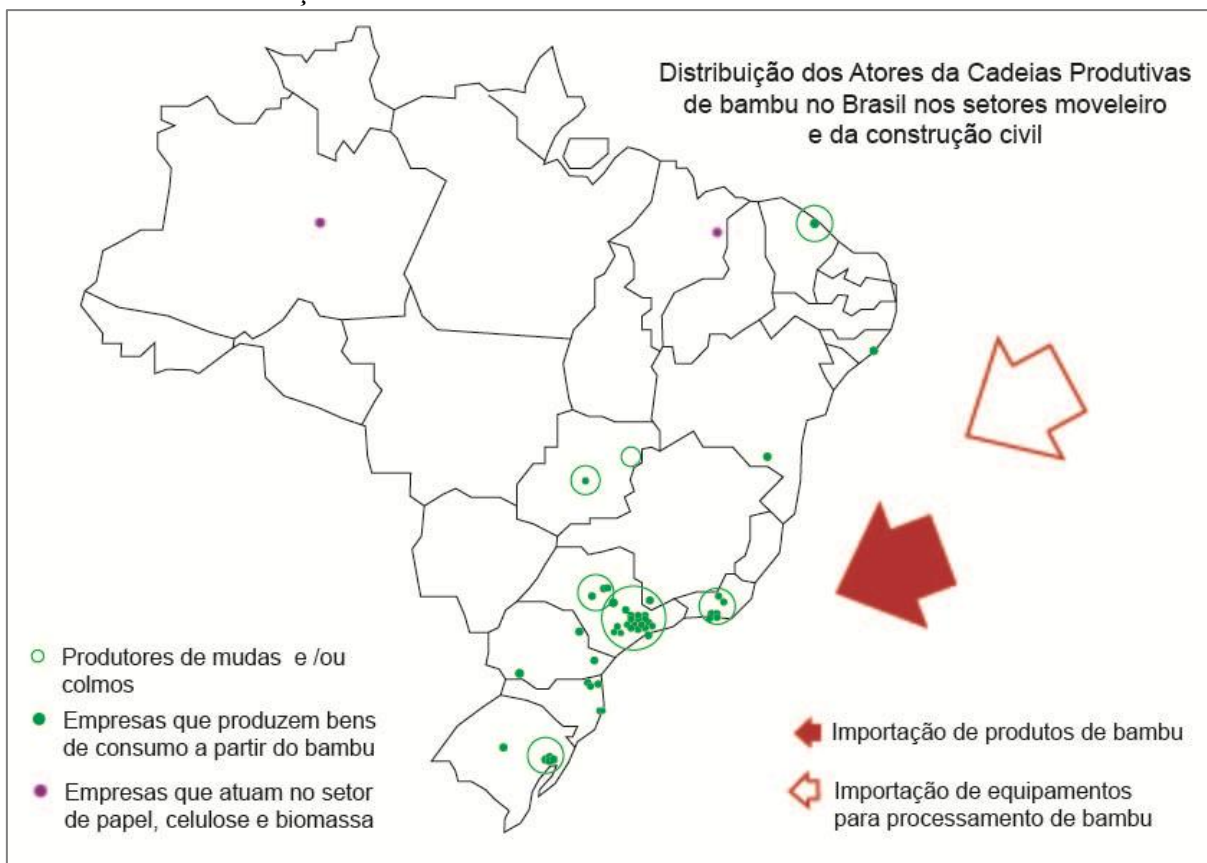 Distribuição dos Atores da Cadeias Produtivas
de bambu no Brasil nos setores moveleiro
e da construção civil
Produtores de mudas e /ou
colmos
Empresas que produzem bens
de consumo a partir do bambu
Empresas que atuam no setor
de papel, celulose e biomassa
Importação de produtos de bambu
Importação de equipamentos
para processamento de bambu